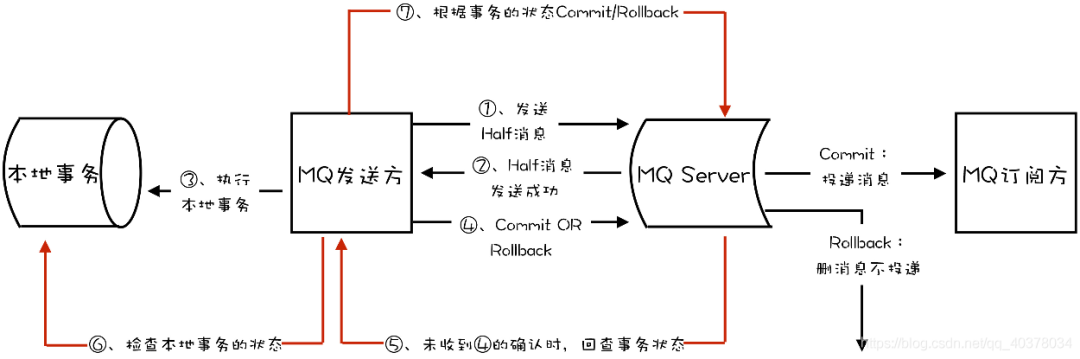 ⑦、根据事务的状态Commit/Rollback
①、发送
Half消息
本地事务
③、执行
本地事务
MQ发送方
②、Half消息
发送成功
MQ Server
Commit：
投递消息
MQ订阅方
④、Commit OR
Rollback
Rollback：
删消息不投递
⑥、检查本地事务的状态
⑤、未收到④的确认时，回查事务状态
https://blog.csdn.net/qq_40378034